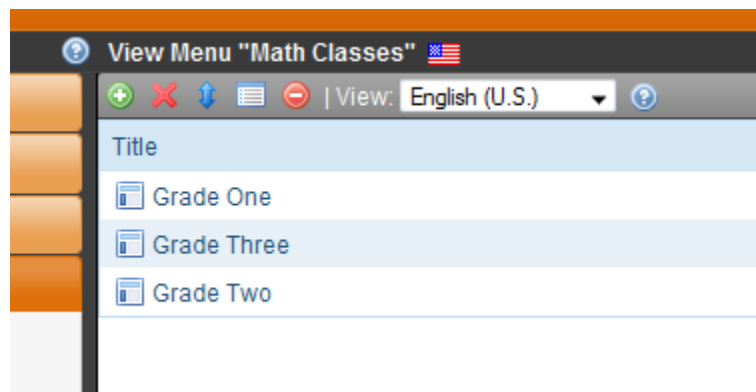 View Menu "Math Classes"
| View: English (U.S.)
Title
Grade One
Grade Three
Grade Two